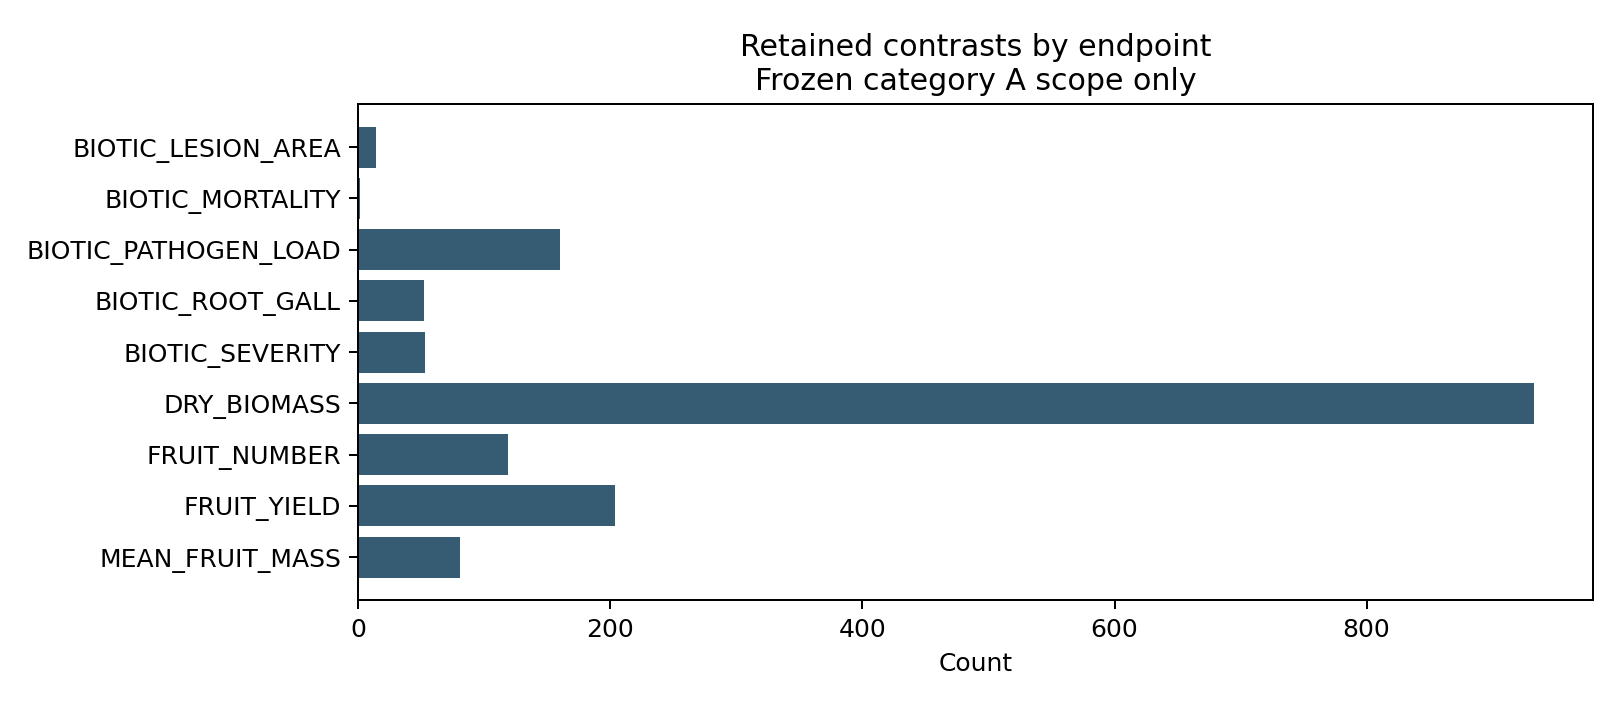 Retained contrasts by endpoint
Frozen category A scope only
BIOTIC_LESION_AREA
BIOTIC_MORTALITY
BIOTIC_PATHOGEN_LOAD
BIOTIC_ROOT_GALL
BIOTIC_SEVERITY
DRY_BIOMASS
FRUIT_NUMBER
FRUIT_YIELD
MEAN_FRUIT_MASS
0 200 400 600 800
Count